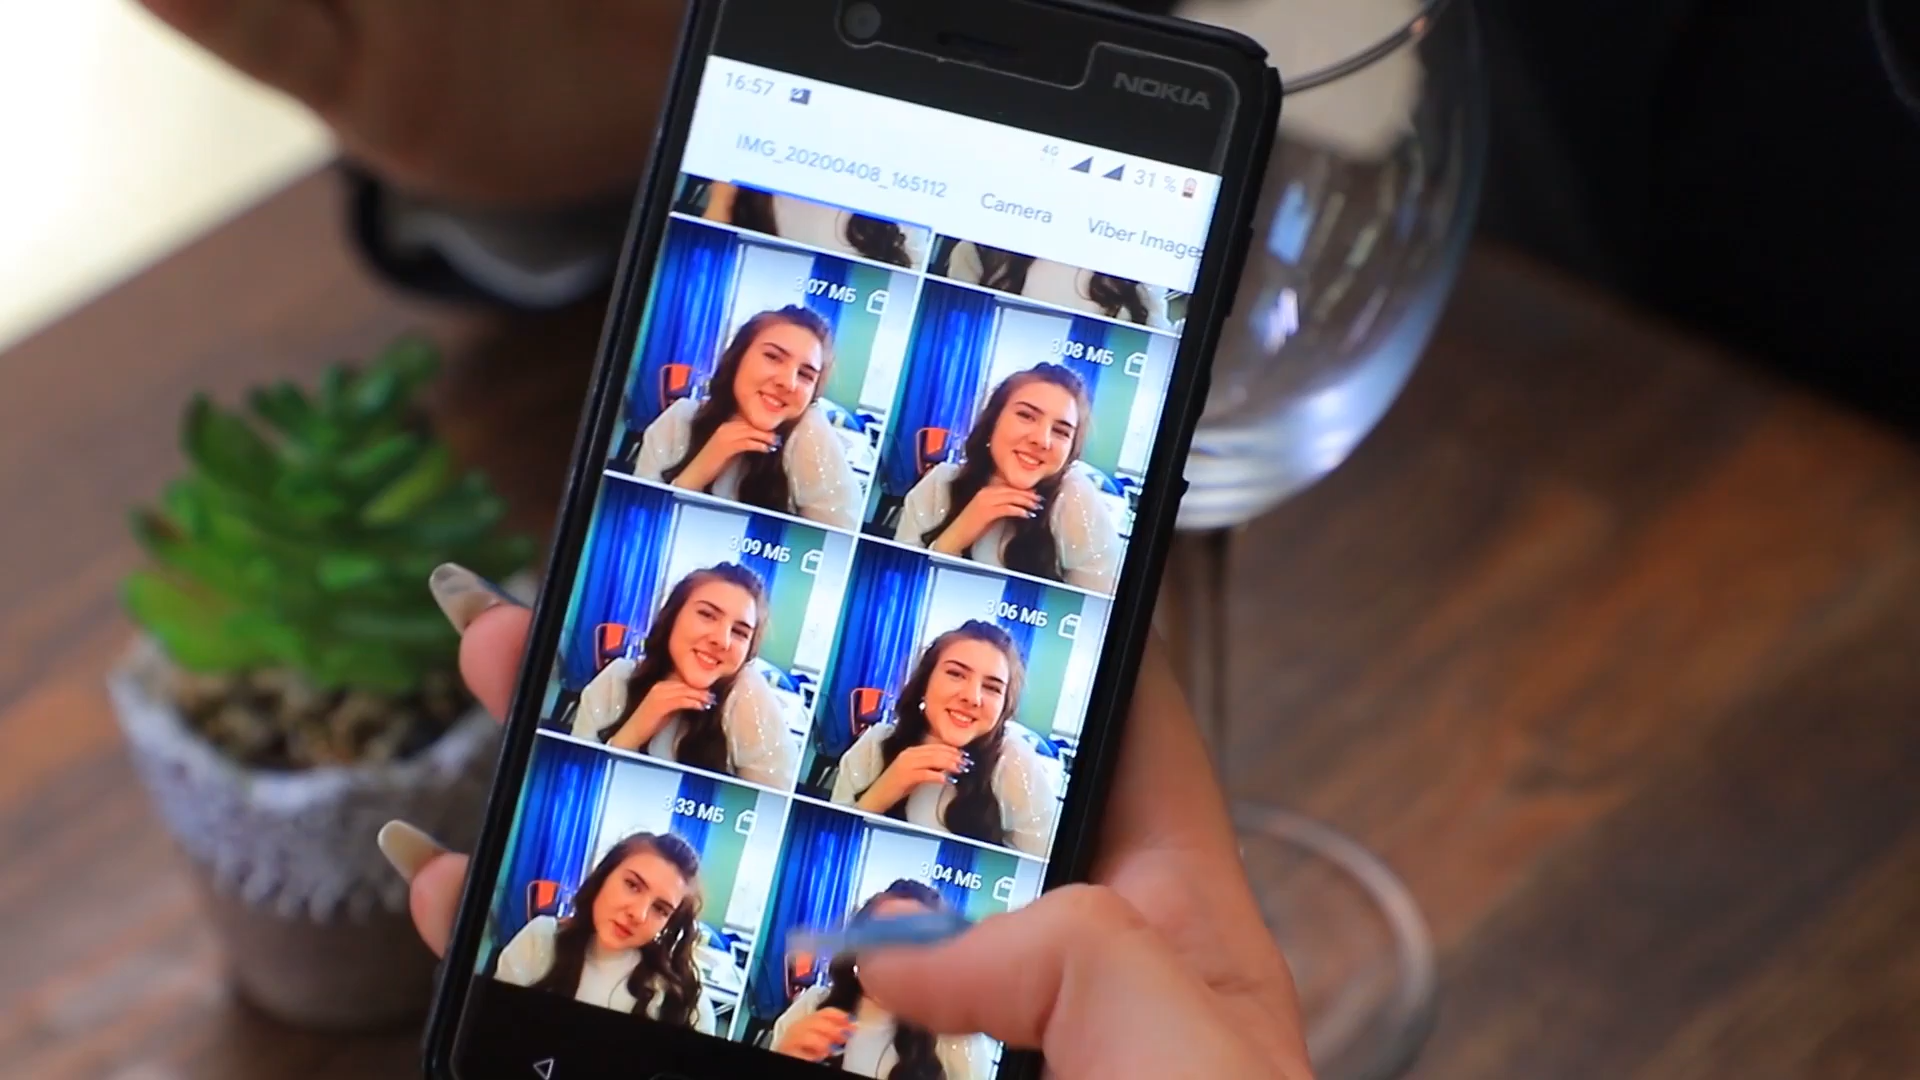 NOKIA
16:57
4G
31 %
IMG_20200408_165112 Camera Viber Images
3,07 МБ
3,08 МБ
3,09 МБ
3,06 МБ
3,33 МБ
3,04 МБ